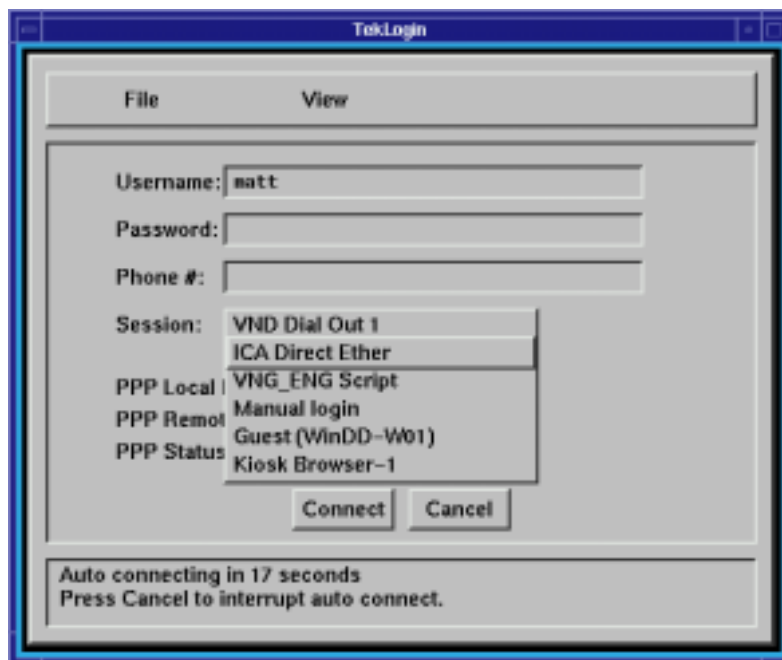 TekLogin
File View
Username: matt
Password:
Phone #:
Session: VND Dial Out 1
ICA Direct Ether
VNG_ENG Script
PPP Local
Manual login
PPP Remot
Guest (WinDD-W01)
PPP Status
Kiosk Browser-1
Connect Cancel
Auto connecting in 17 seconds
Press Cancel to interrupt auto connect.